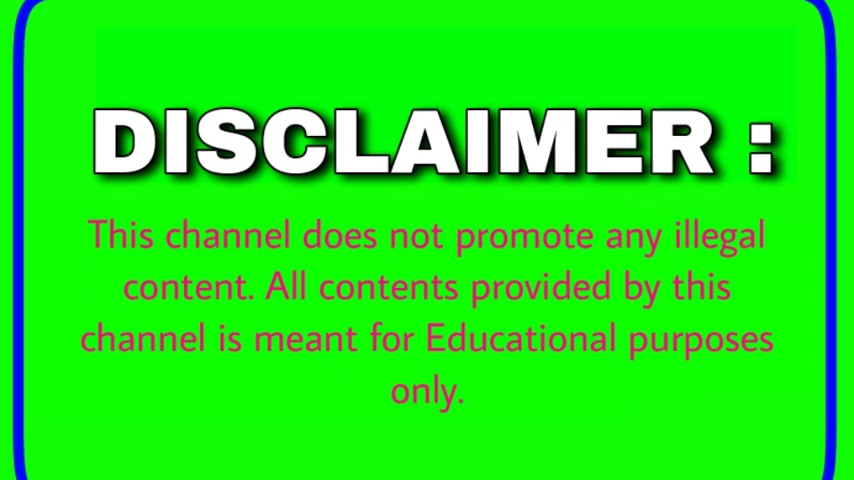 DISCLAIMER :
This channel does not promote any illegal
content. All contents provided by this
channel is meant for Educational purposes
only.